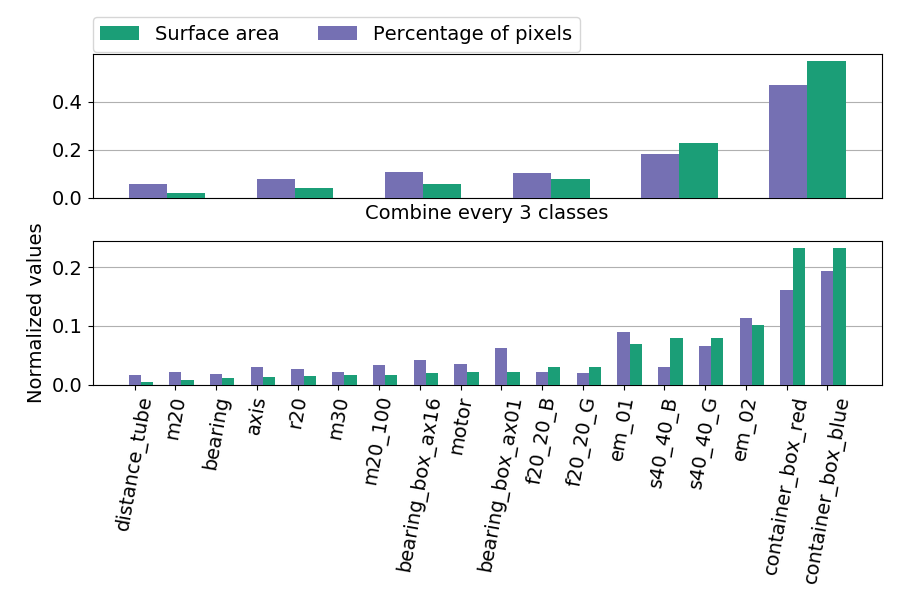 Surface area
Percentage of pixels
0.4
0.2
0.0
Combine every 3 classes
Normalized values
0.2
0.1
0.0
distance_tube
m20
bearing
axis
r20
m30
m20_100
bearing_box_ax16
motor
bearing_box_ax01
f20_20_B
f20_20_G
em_01
s40_40_B
s40_40_G
em_02
container_box_red
container_box_blue